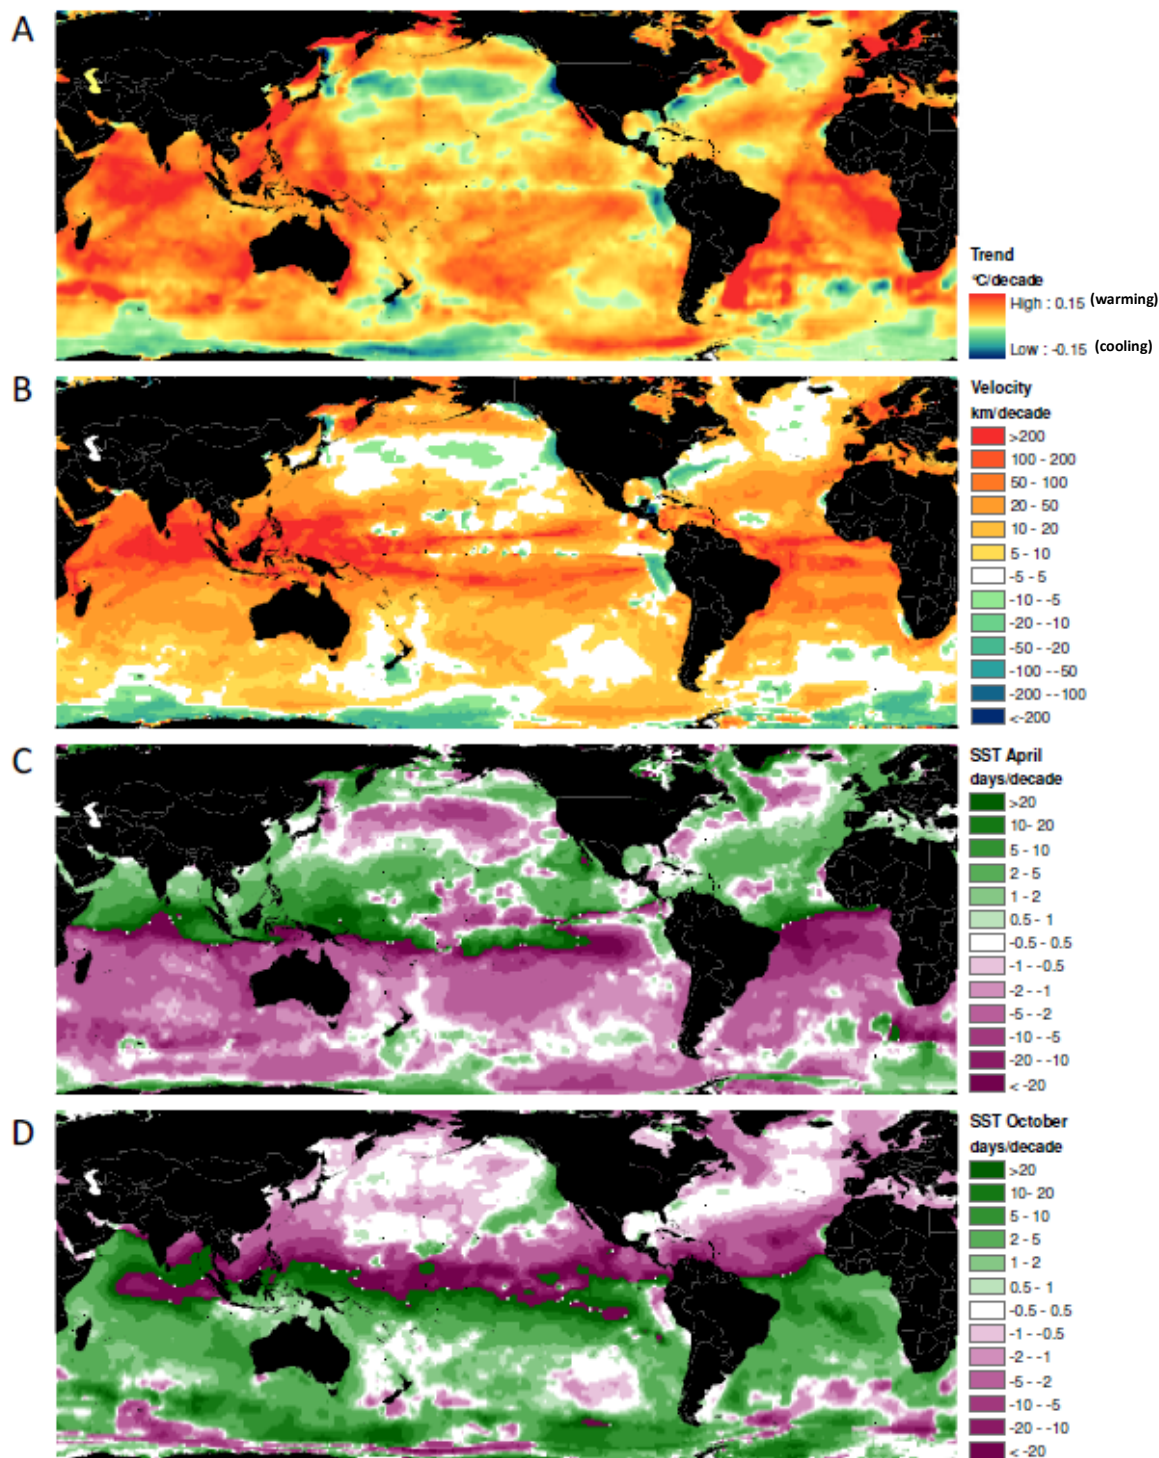 A
Trend
°C/decade
High : 0.15 (warming)
Low : -0.15 (cooling)
B
Velocity
km/decade
>200
100 - 200
50 - 100
20 - 50
10 - 20
5 - 10
-5 - 5
-10 - -5
-20 - -10
-50 - -20
-100 - -50
-200 - -100
<-200
C
SST April
days/decade
>20
10- 20
5 - 10
2 - 5
1 - 2
0.5 - 1
-0.5 - 0.5
-1 - -0.5
-2 - -1
-5 - -2
-10 - -5
-20 - -10
< -20
D
SST October
days/decade
>20
10- 20
5 - 10
2 - 5
1 - 2
0.5 - 1
-0.5 - 0.5
-1 - -0.5
-2 - -1
-5 - -2
-10 - -5
-20 - -10
< -20